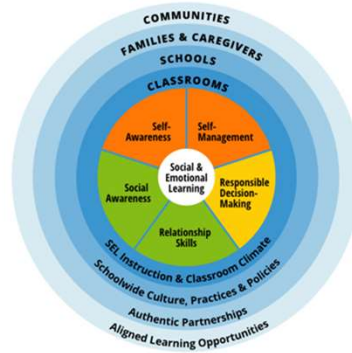 COMMUNITIES
FAMILIES & CAREGIVERS
SCHOOLS
CLASSROOMS
Self-
Awareness
Self-
Management
Social &
Emotional
Learning
Social
Awareness
Responsible
Decision-
Making
Relationship
Skills
SEL Instruction & Classroom Climate
Schoolwide Culture, Practices & Policies
Authentic Partnerships
Aligned Learning Opportunities